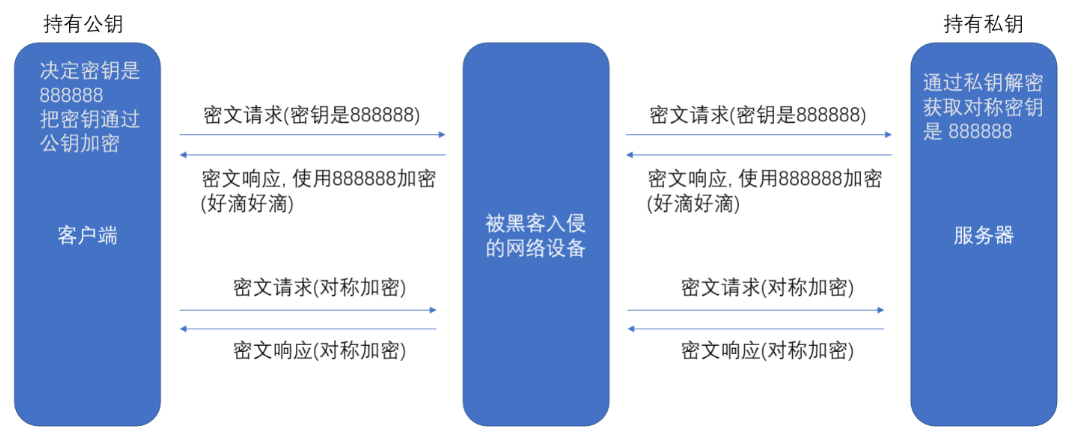 持有公钥
持有私钥
决定密钥是
888888
把密钥通过
公钥加密
客户端
密文请求(密钥是888888)
密文响应, 使用888888加密
(好滴好滴)
密文请求(对称加密)
密文响应(对称加密)
被黑客入侵
的网络设备
密文请求(密钥是888888)
密文响应, 使用888888加密
(好滴好滴)
密文请求(对称加密)
密文响应(对称加密)
通过私钥解密
获取对称密钥
是 888888
服务器